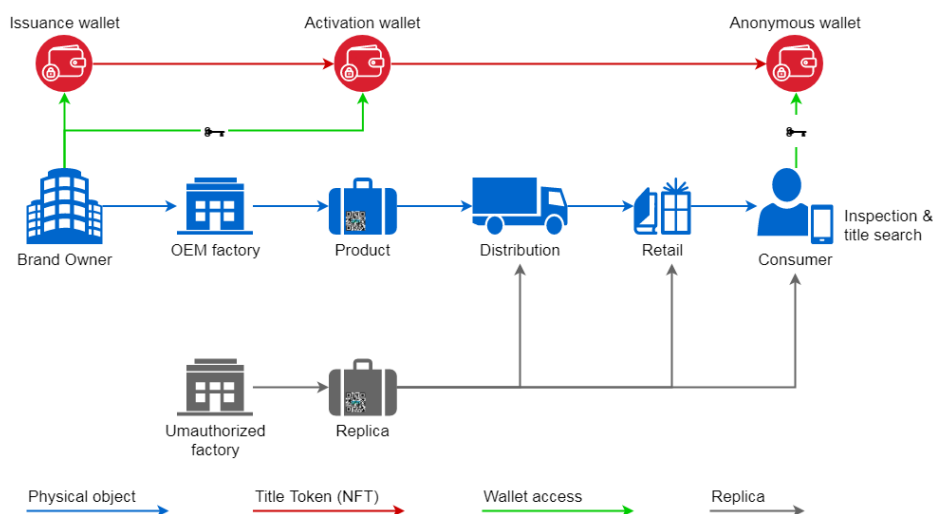 Issuance wallet
Activation wallet
Anonymous wallet
Brand Owner
OEM factory
Product
Distribution
Retail
Consumer
Inspection &
title search
Umauthorized
factory
Replica
Physical object
Title Token (NFT)
Wallet access
Replica